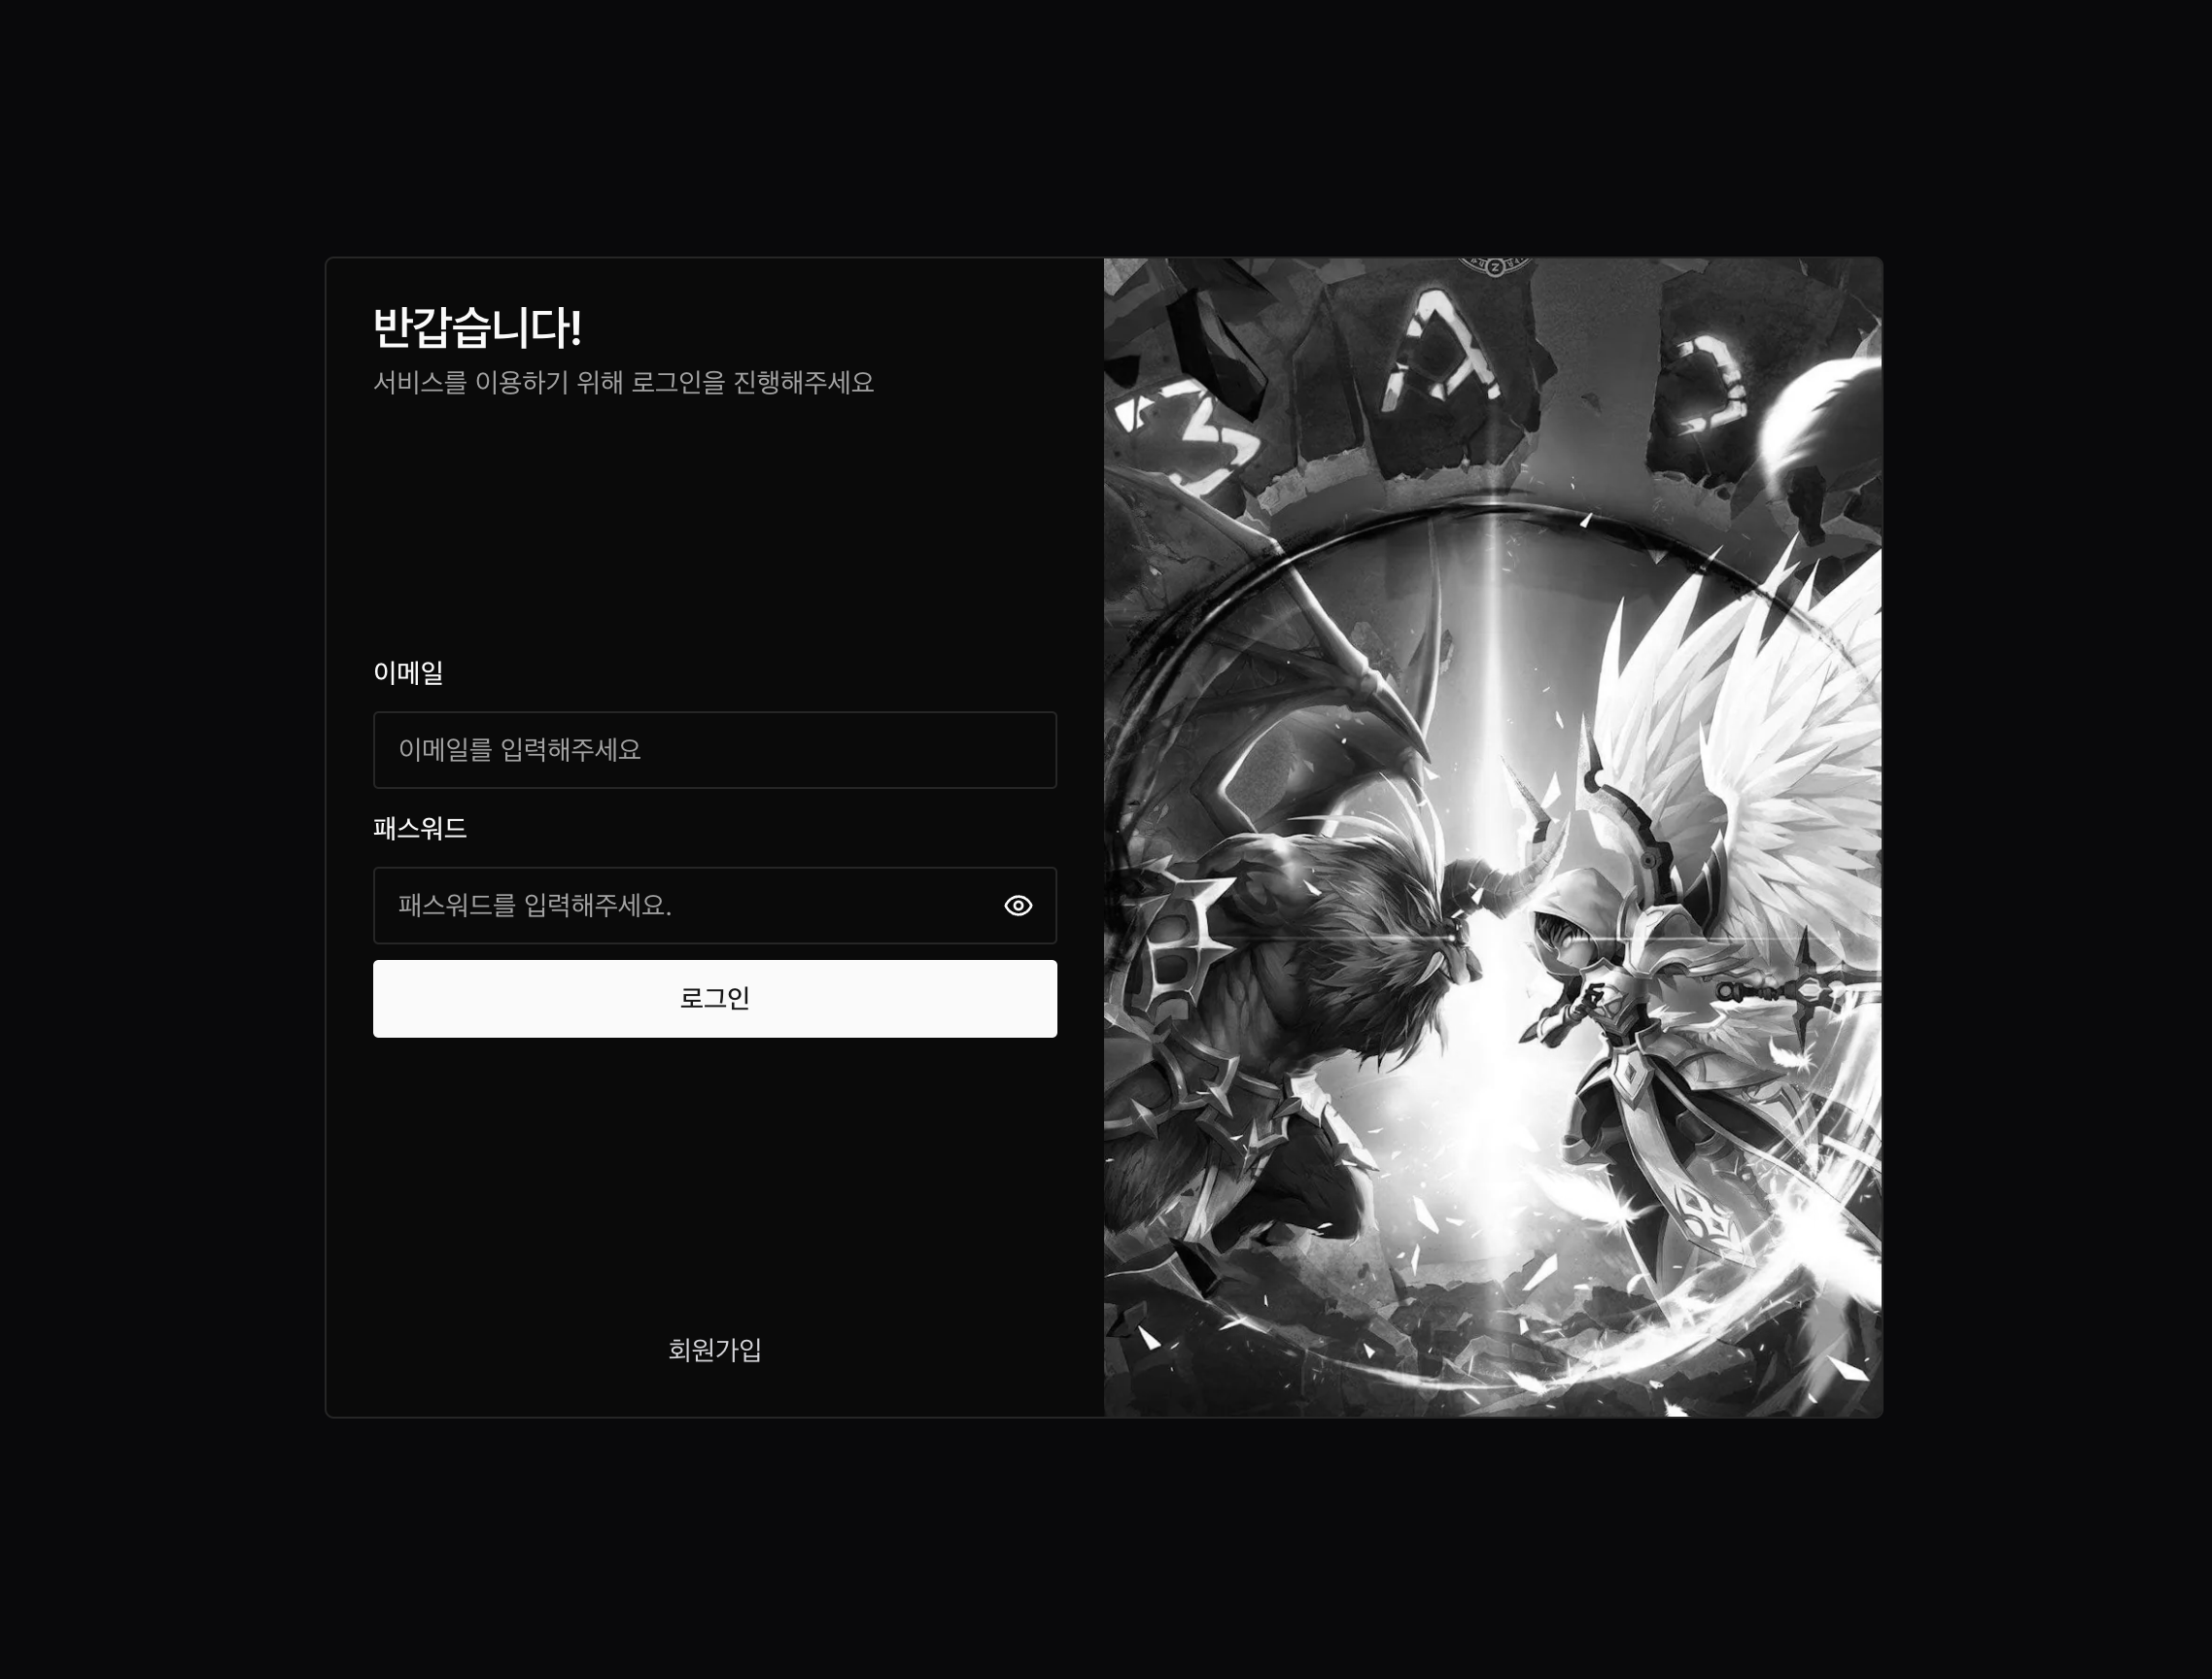 반갑습니다!
서비스를 이용하기 위해 로그인을 진행해주세요
이메일
이메일를 입력해주세요
패스워드
패스워드를 입력해주세요.
로그인
회원가입